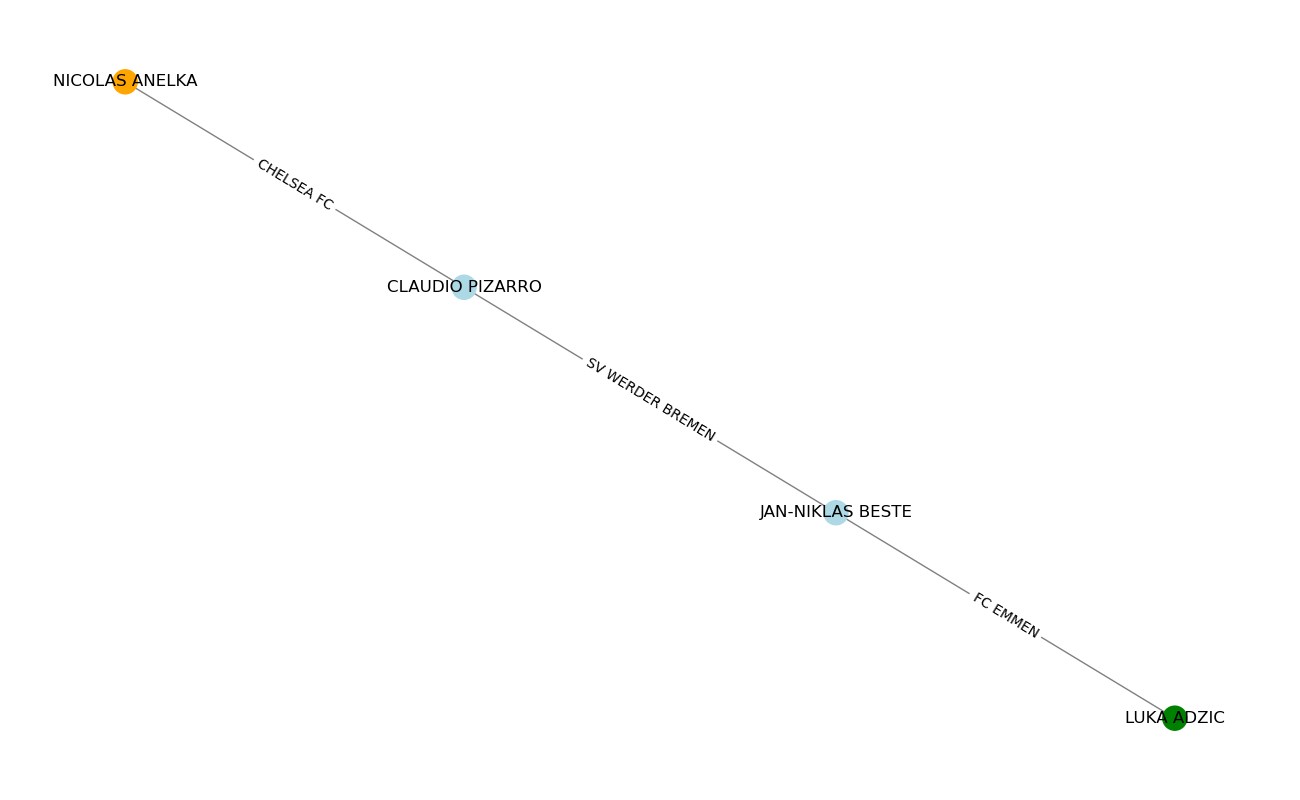 NICOLAS ANELKA
CHELSEA FC
CLAUDIO PIZARRO
SV WERDER BREMEN
JAN-NIKLAS BESTE
FC EMMEN
LUKA ADZIC